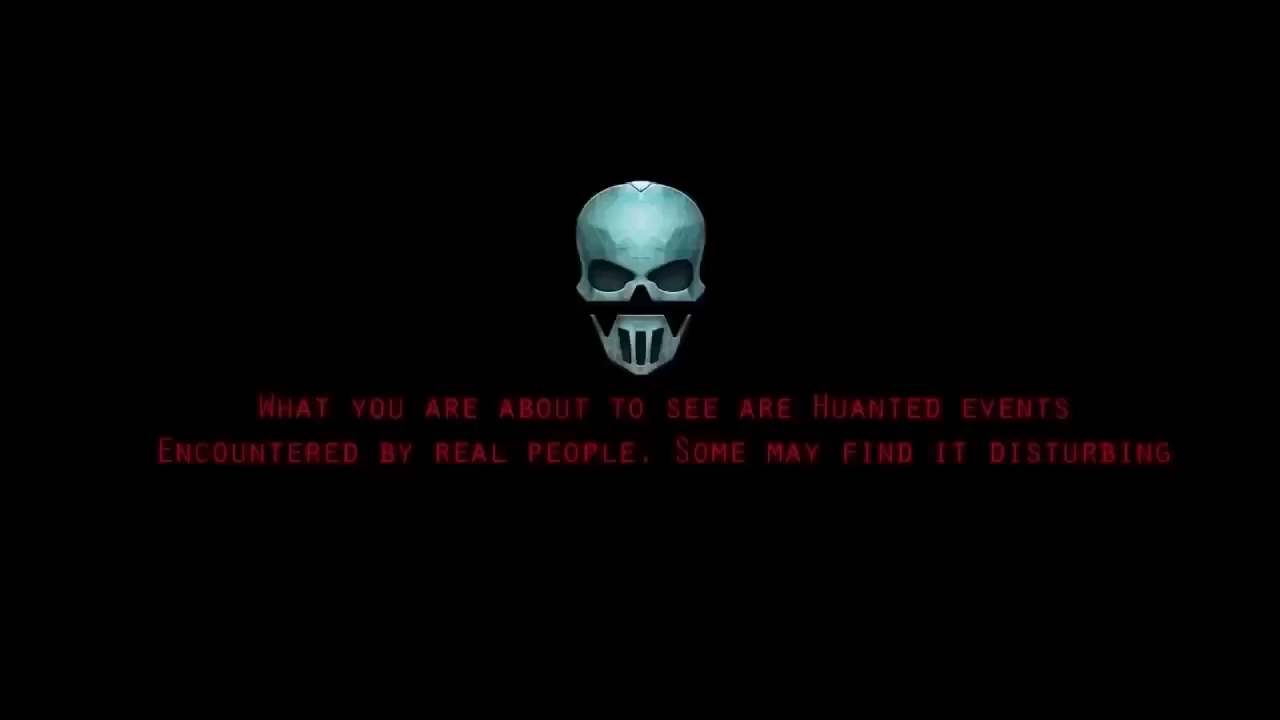 What you are about to see are Huanted events
Encountered by real people. Some may find it disturbing